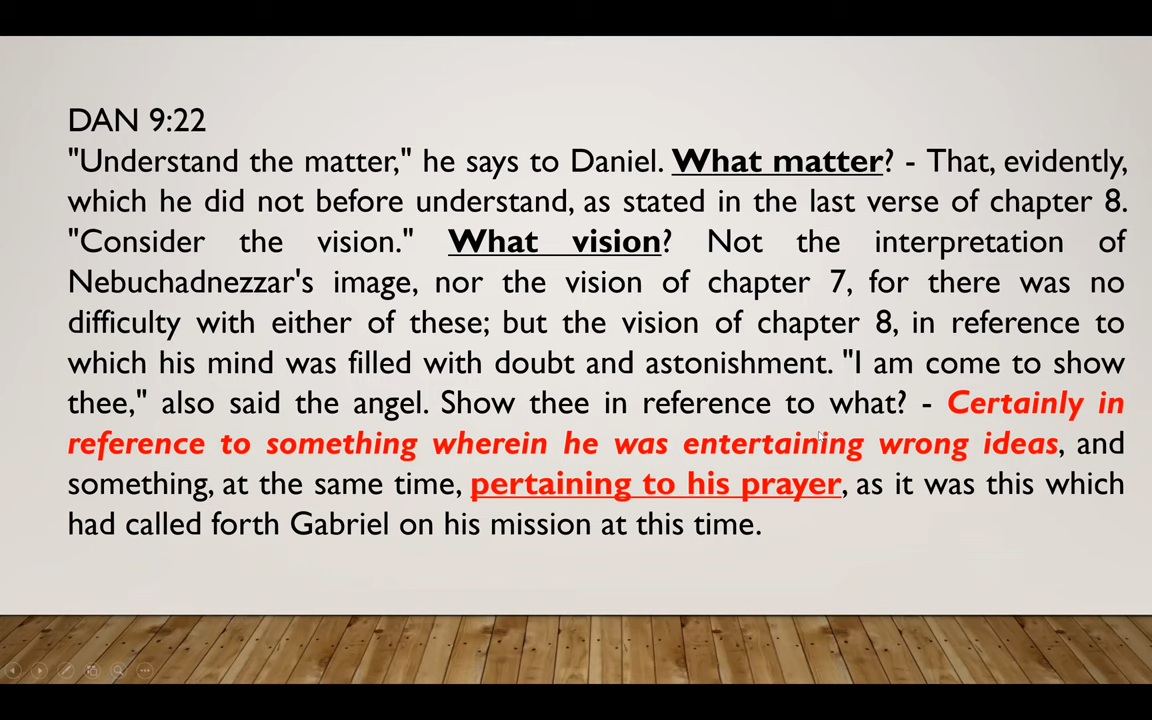 DAN 9:22
"Understand the matter," he says to Daniel. What matter? - That, evidently,
which he did not before understand, as stated in the last verse of chapter 8.
"Consider the vision." What vision? Not the interpretation of
Nebuchadnezzar's image, nor the vision of chapter 7, for there was no
difficulty with either of these; but the vision of chapter 8, in reference to
which his mind was filled with doubt and astonishment. "I am come to show
thee," also said the angel. Show thee in reference to what? - Certainly in
reference to something wherein he was entertaining wrong ideas, and
something, at the same time, pertaining to his prayer, as it was this which
had called forth Gabriel on his mission at this time.